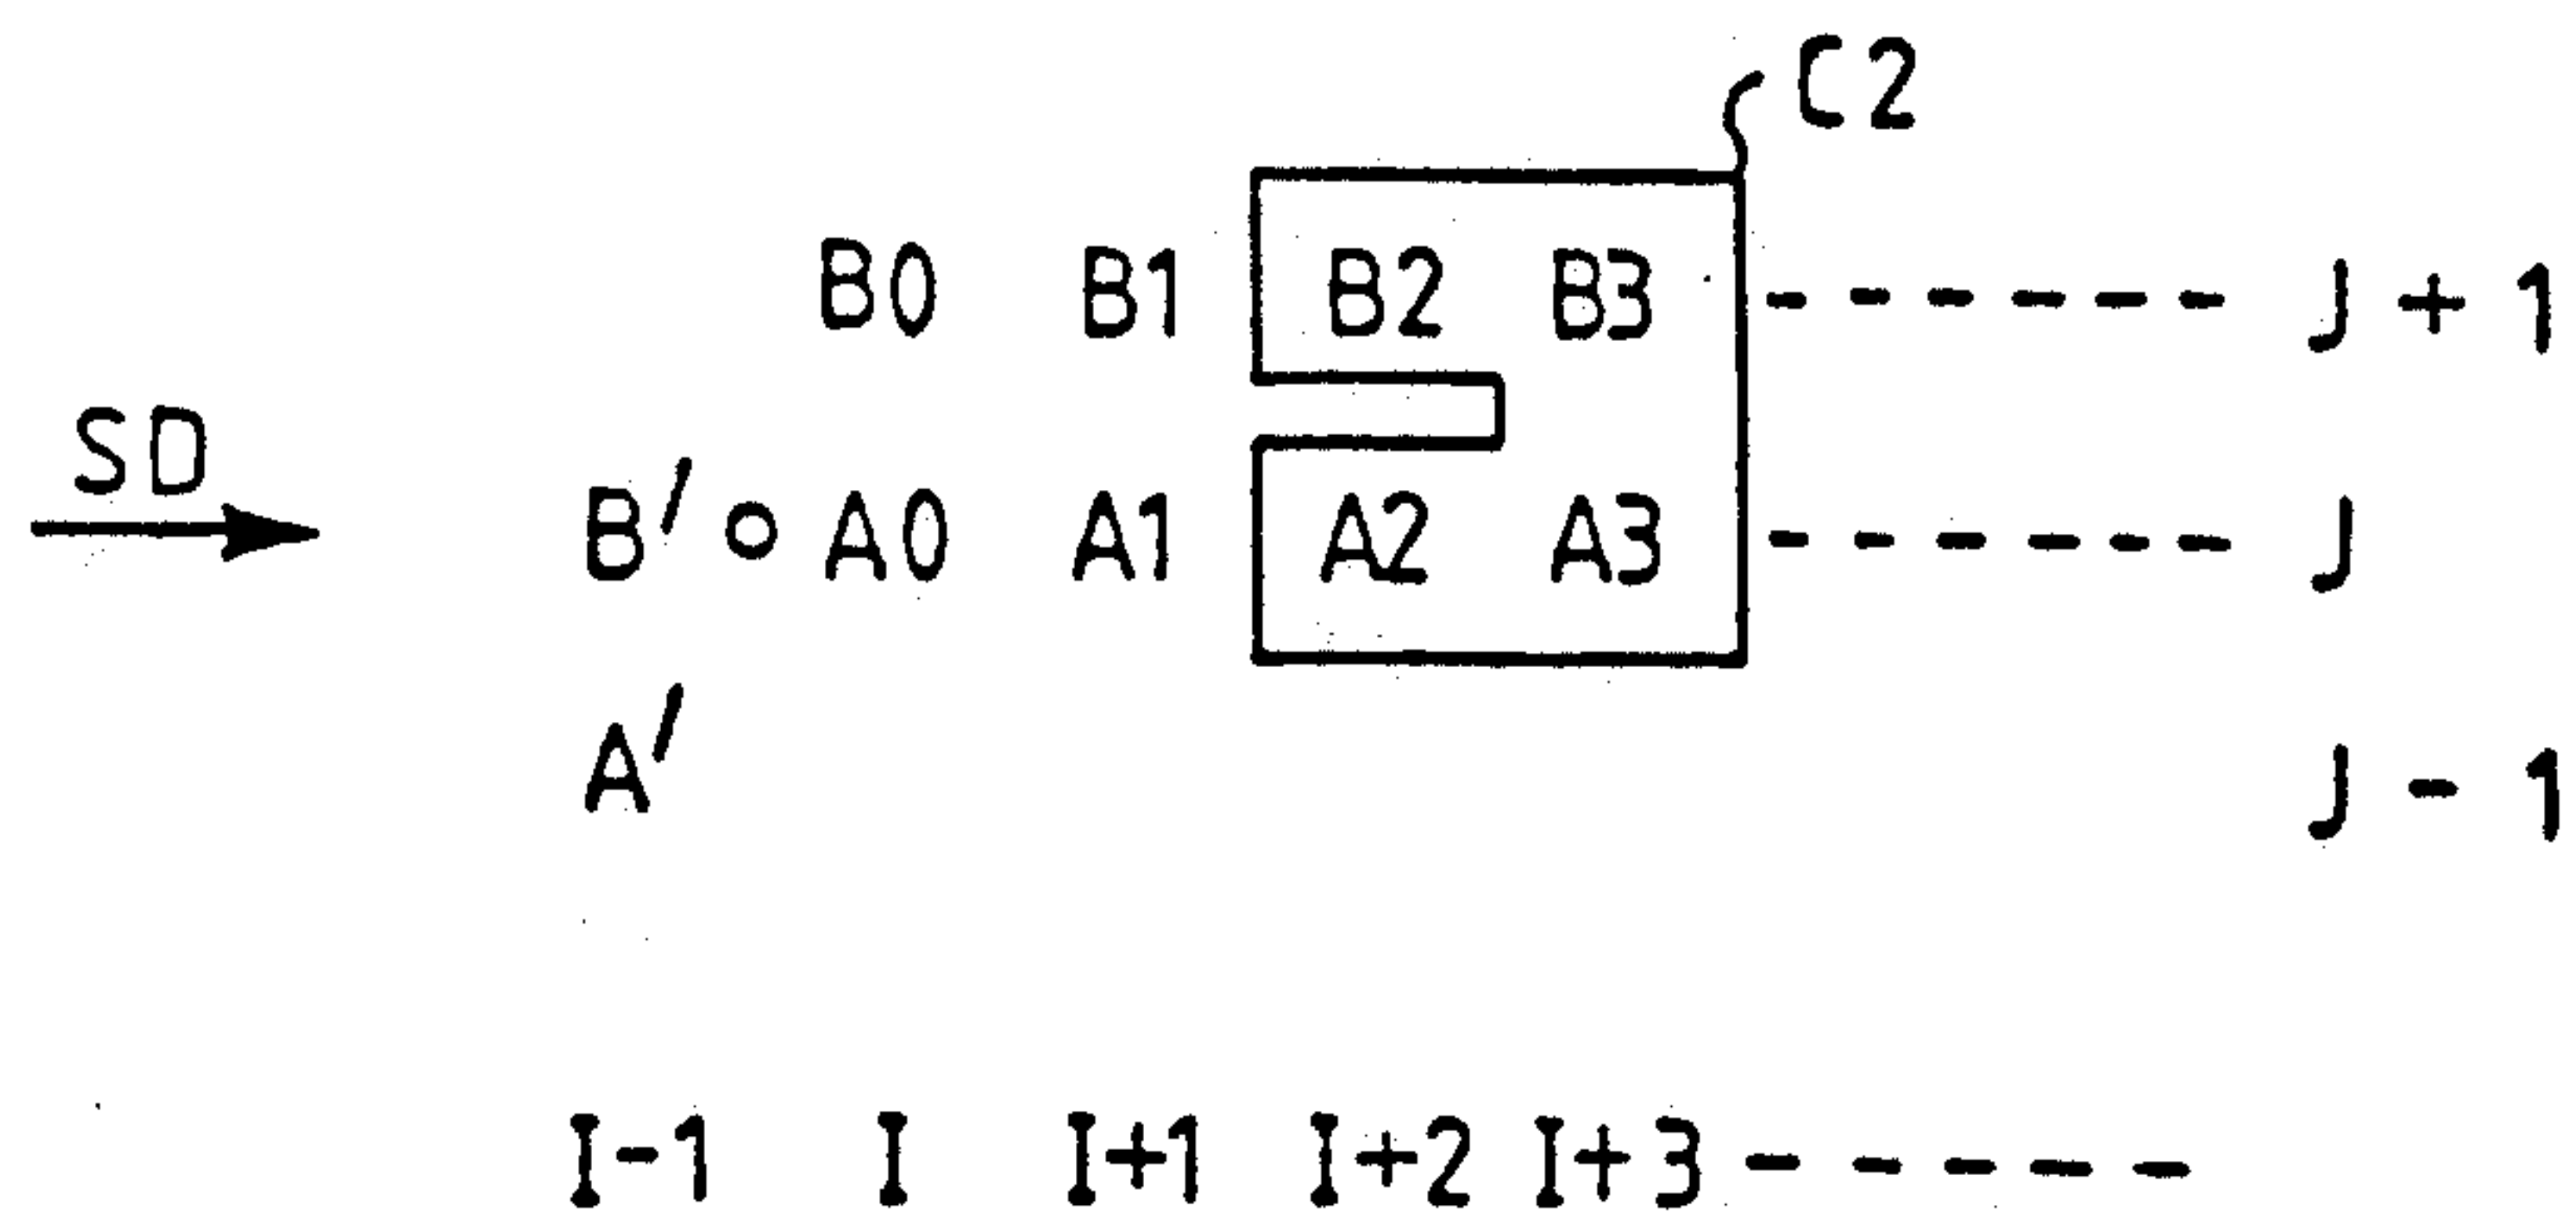 C2
B0 B1 B2 B3 - - - - - - J + 1
SD
B′ o A0 A1 A2 A3 - - - - - - J
A′ J - 1
I-1 I I+1 I+2 I+3 - - - - -